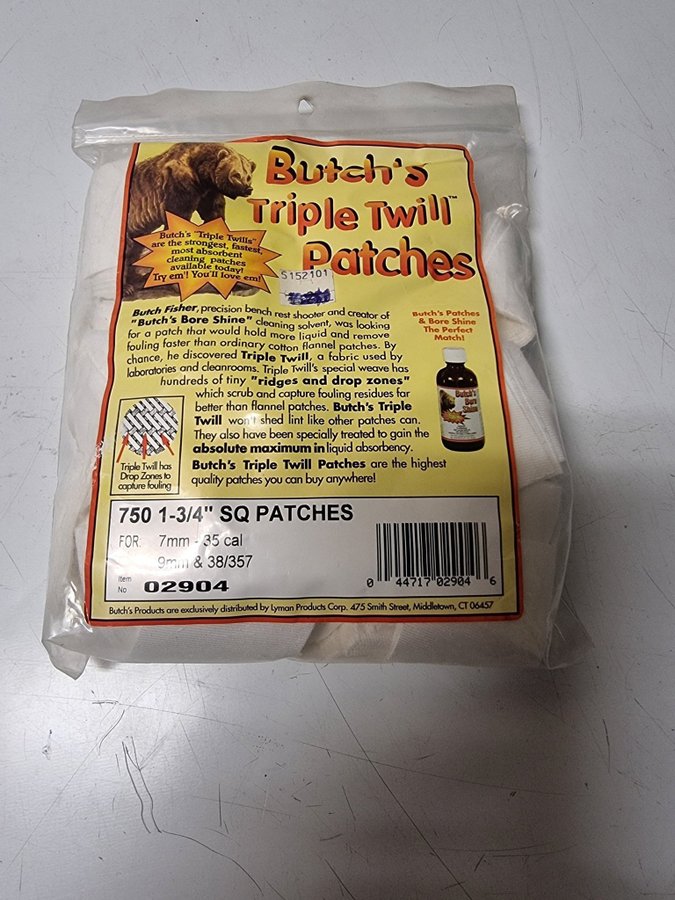 Butch's
Triple Twill™
Patches
Butch's "Triple Twills"
are the strongest, fastest,
most absorbent
cleaning patches
available today!
Try em'! You'll love em!
S152101
Butch Fisher, precision bench rest shooter and creator of
"Butch's Bore Shine" cleaning solvent, was looking
for a patch that would hold more liquid and remove
fouling faster than ordinary cotton flannel patches. By
chance, he discovered Triple Twill, a fabric used by
laboratories and cleanrooms. Triple Twill's special weave has
hundreds of tiny "ridges and drop zones"
which scrub and capture fouling residues far
better than flannel patches. Butch's Triple
Twill won't shed lint like other patches can.
They also have been specially treated to gain the
absolute maximum in liquid absorbency.
Butch's Triple Twill Patches are the highest
quality patches you can buy anywhere!
Butch's Patches
& Bore Shine
The Perfect
Match!
Butch's
Bore
Shine
Triple Twill has
Drop Zones to
capture fouling
750 1-3/4" SQ PATCHES
FOR: 7mm - 35 cal
9mm & 38/357
Item
No 02904
0 44717 02904 6
Butch's Products are exclusively distributed by Lyman Products Corp. 475 Smith Street, Middletown, CT 06457